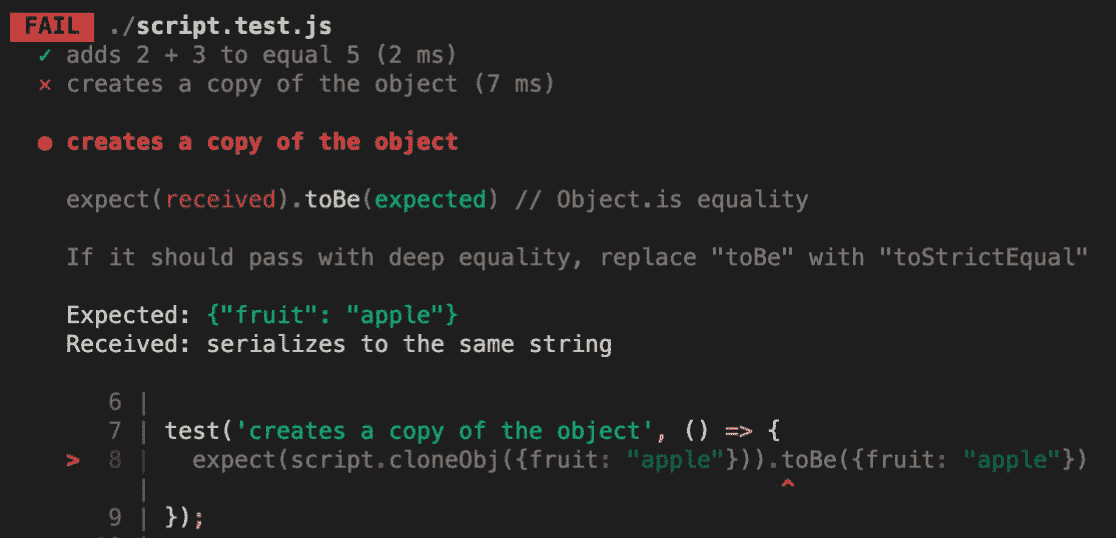 FAIL ./script.test.js
✓ adds 2 + 3 to equal 5 (2 ms)
✕ creates a copy of the object (7 ms)
● creates a copy of the object
expect(received).toBe(expected) // Object.is equality
If it should pass with deep equality, replace "toBe" with "toStrictEqual"
Expected: {"fruit": "apple"}
Received: serializes to the same string
6 |
7 | test('creates a copy of the object', () => {
> 8 |   expect(script.cloneObj({fruit: "apple"})).toBe({fruit: "apple"})
| ^
9 | });